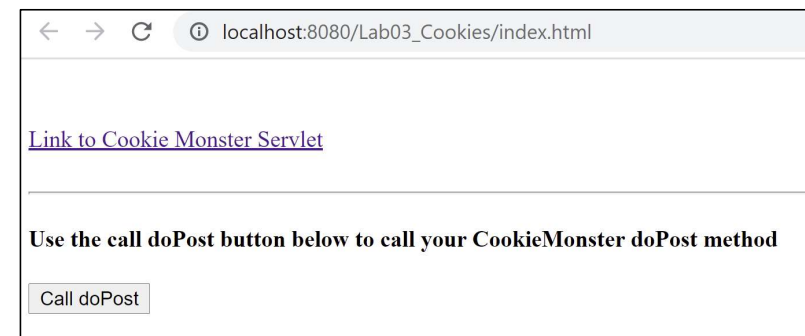 localhost:8080/Lab03_Cookies/index.html
Link to Cookie Monster Servlet
Use the call doPost button below to call your CookieMonster doPost method
Call doPost